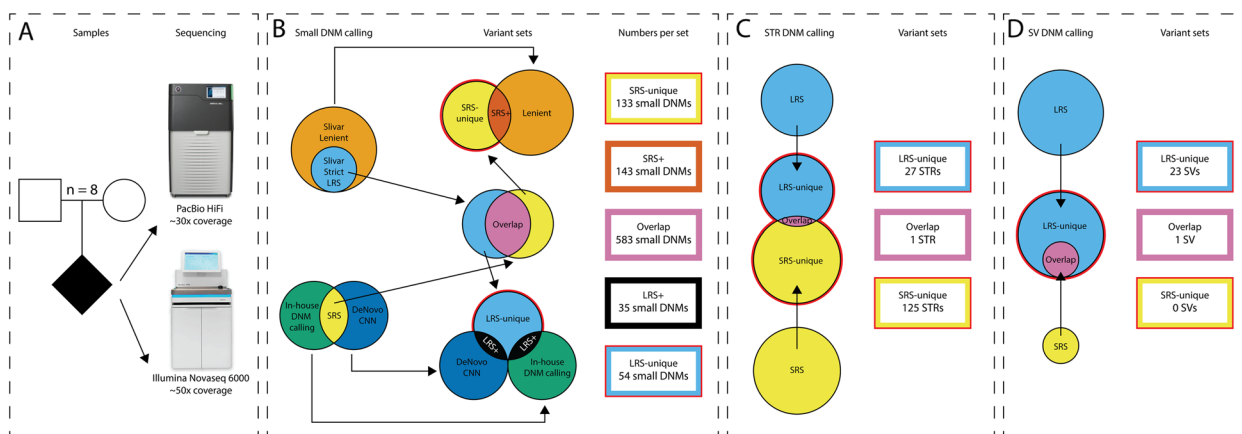 A
Samples
Sequencing
n = 8
PacBio HiFi
~30x coverage
Illumina Novaseq 6000
~50x coverage
B
Small DNM calling
Variant sets
Numbers per set
Slivar
Lenient
Slivar
Strict
LRS
SRS-
unique
SRS+
Lenient
Overlap
In-house
DNM
calling
SRS
DeNovo
CNN
LRS-unique
LRS+
LRS+
DeNovo
CNN
In-house
DNM calling
SRS-unique
133 small DNMs
SRS+
143 small DNMs
Overlap
583 small DNMs
LRS+
35 small DNMs
LRS-unique
54 small DNMs
C
STR DNM calling
Variant sets
LRS
LRS-unique
Overlap
SRS-unique
SRS
LRS-unique
27 STRs
Overlap
1 STR
SRS-unique
125 STRs
D
SV DNM calling
Variant sets
LRS
LRS-unique
Overlap
SRS
LRS-unique
23 SVs
Overlap
1 SV
SRS-unique
0 SVs